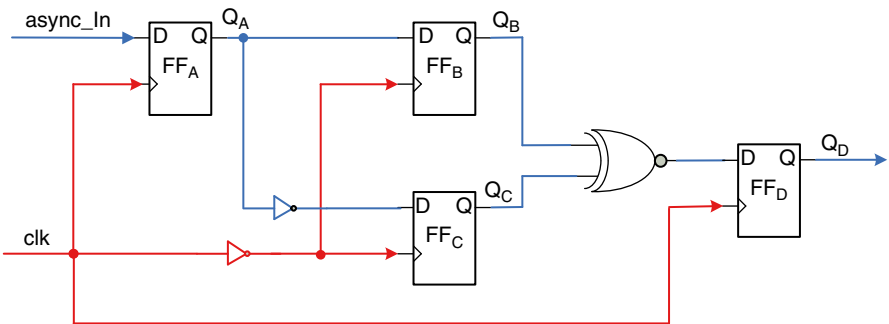 async_In
Q_A
Q_B
D Q
FF_A
D Q
FF_B
Q_C
D Q
FF_C
Q_D
D Q
FF_D
clk